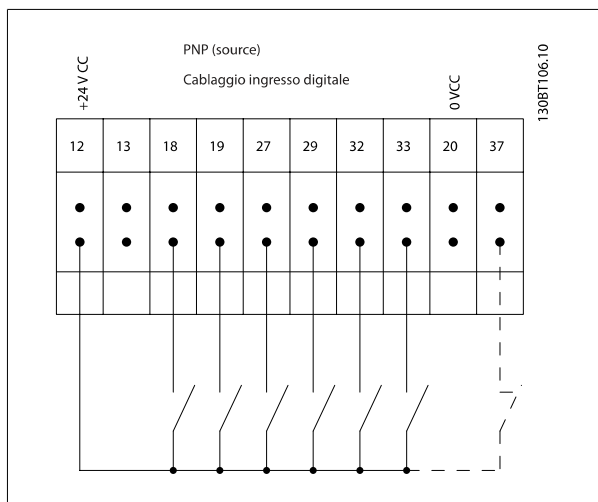 PNP (source)
Cablaggio ingresso digitale
+24 V CC
0 VCC
130BT106.10
12 13 18 19 27 29 32 33 20 37